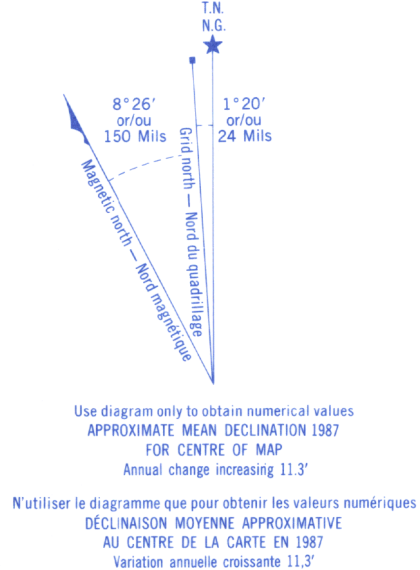 T.N.
N.G.
8°26′
or/ou
150 Mils
1°20′
or/ou
24 Mils
Grid north — Nord du quadrillage
Magnetic north — Nord magnétique
Use diagram only to obtain numerical values
APPROXIMATE MEAN DECLINATION 1987
FOR CENTRE OF MAP
Annual change increasing 11.3′
N'utiliser le diagramme que pour obtenir les valeurs numériques
DÉCLINAISON MOYENNE APPROXIMATIVE
AU CENTRE DE LA CARTE EN 1987
Variation annuelle croissante 11,3′